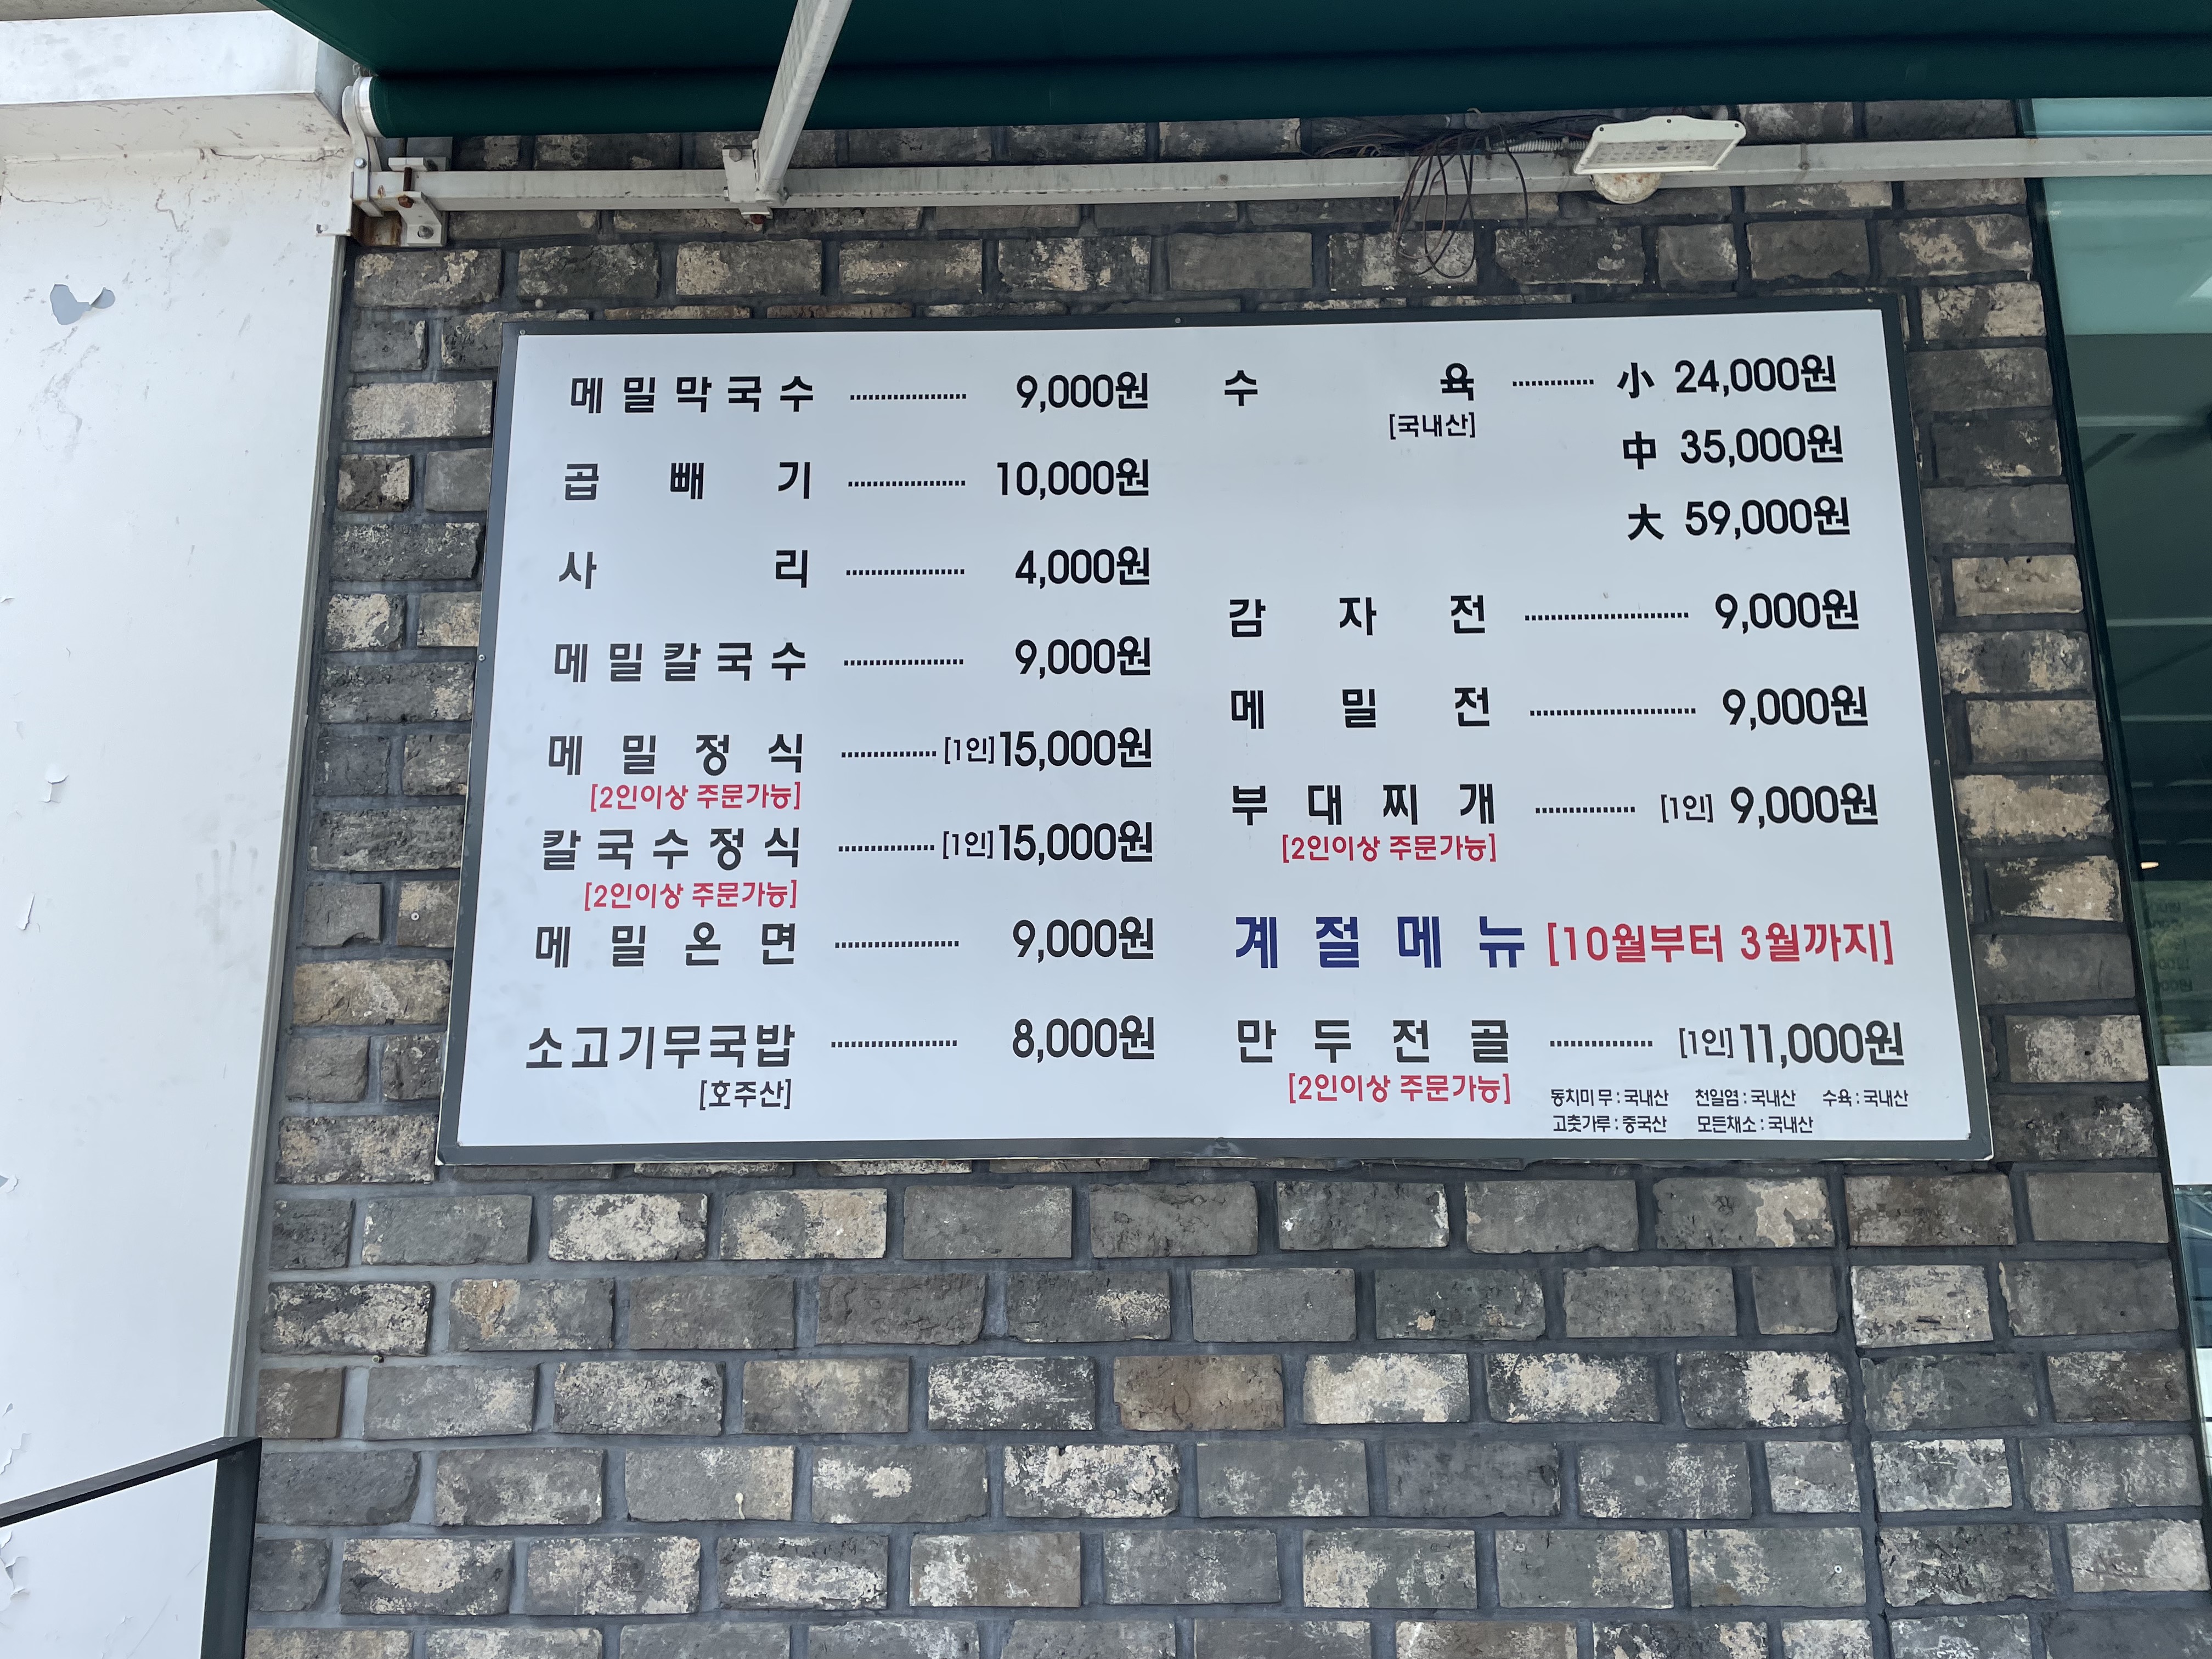 메밀막국수 ⋯⋯⋯ 9,000원
곱빼기 ⋯⋯⋯ 10,000원
사리 ⋯⋯⋯ 4,000원
메밀칼국수 ⋯⋯⋯ 9,000원
메밀정식 ⋯⋯⋯ [1인]15,000원
[2인이상 주문가능]
칼국수정식 ⋯⋯⋯ [1인]15,000원
[2인이상 주문가능]
메밀온면 ⋯⋯⋯ 9,000원
소고기무국밥 ⋯⋯⋯ 8,000원
[호주산]
수육 ⋯⋯⋯ 小 24,000원
[국내산]
中 35,000원
大 59,000원
감자전 ⋯⋯⋯ 9,000원
메밀전 ⋯⋯⋯ 9,000원
부대찌개 ⋯⋯⋯ [1인] 9,000원
[2인이상 주문가능]
계절메뉴 [10월부터 3월까지]
만두전골 ⋯⋯⋯ [1인]11,000원
[2인이상 주문가능]
동치미 무 : 국내산 천일염 : 국내산 수육 : 국내산
고춧가루 : 중국산 모든채소 : 국내산